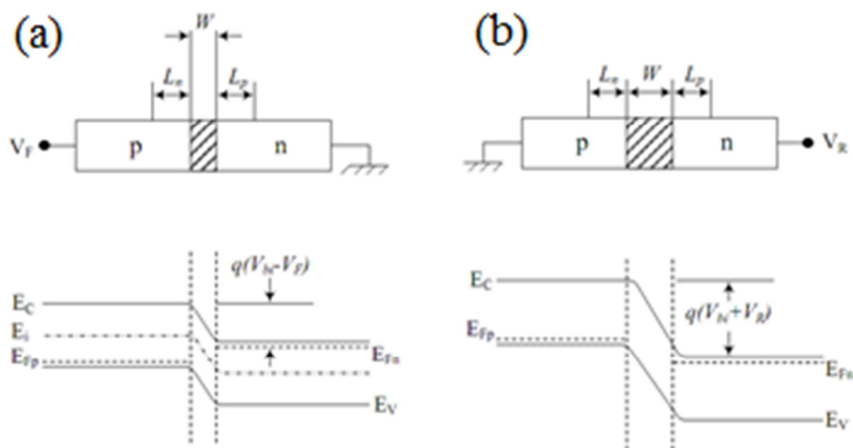 (a)
W
Lₙ
Lₚ
V_F
p
n
q(V_bi-V_F)
E_C
E_i
E_Fp
E_Fn
E_V
(b)
Lₙ
W
Lₚ
p
n
V_R
E_C
q(V_bi+V_R)
E_Fp
E_Fn
E_V